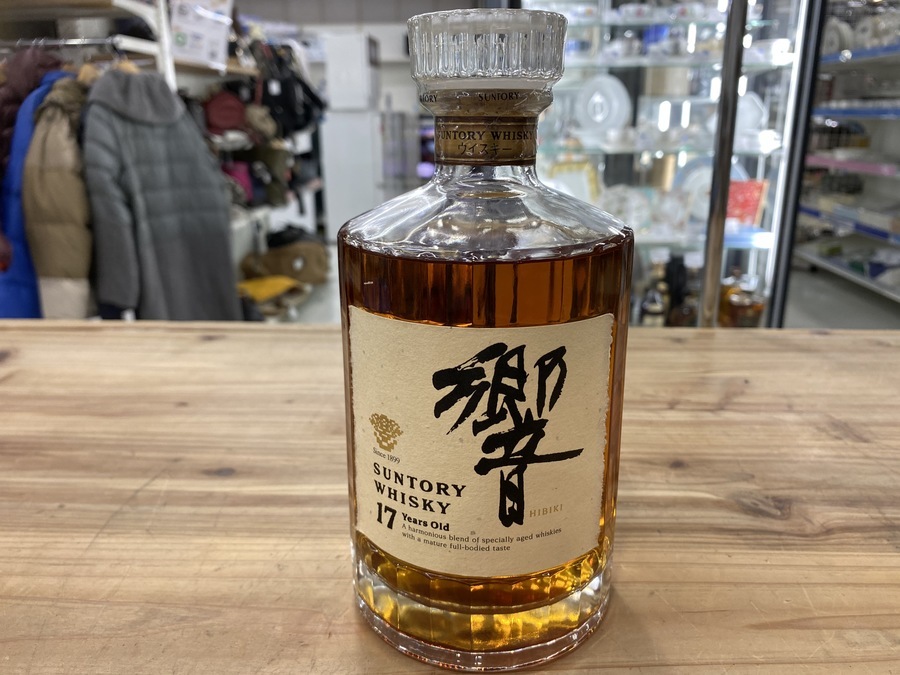 SUNTORY
SUNTORY WHISKY
ウイスキー
響
Since 1899
SUNTORY
WHISKY
17 Years Old
HIBIKI
A harmonious blend of specially aged whiskies
with a mature full-bodied taste